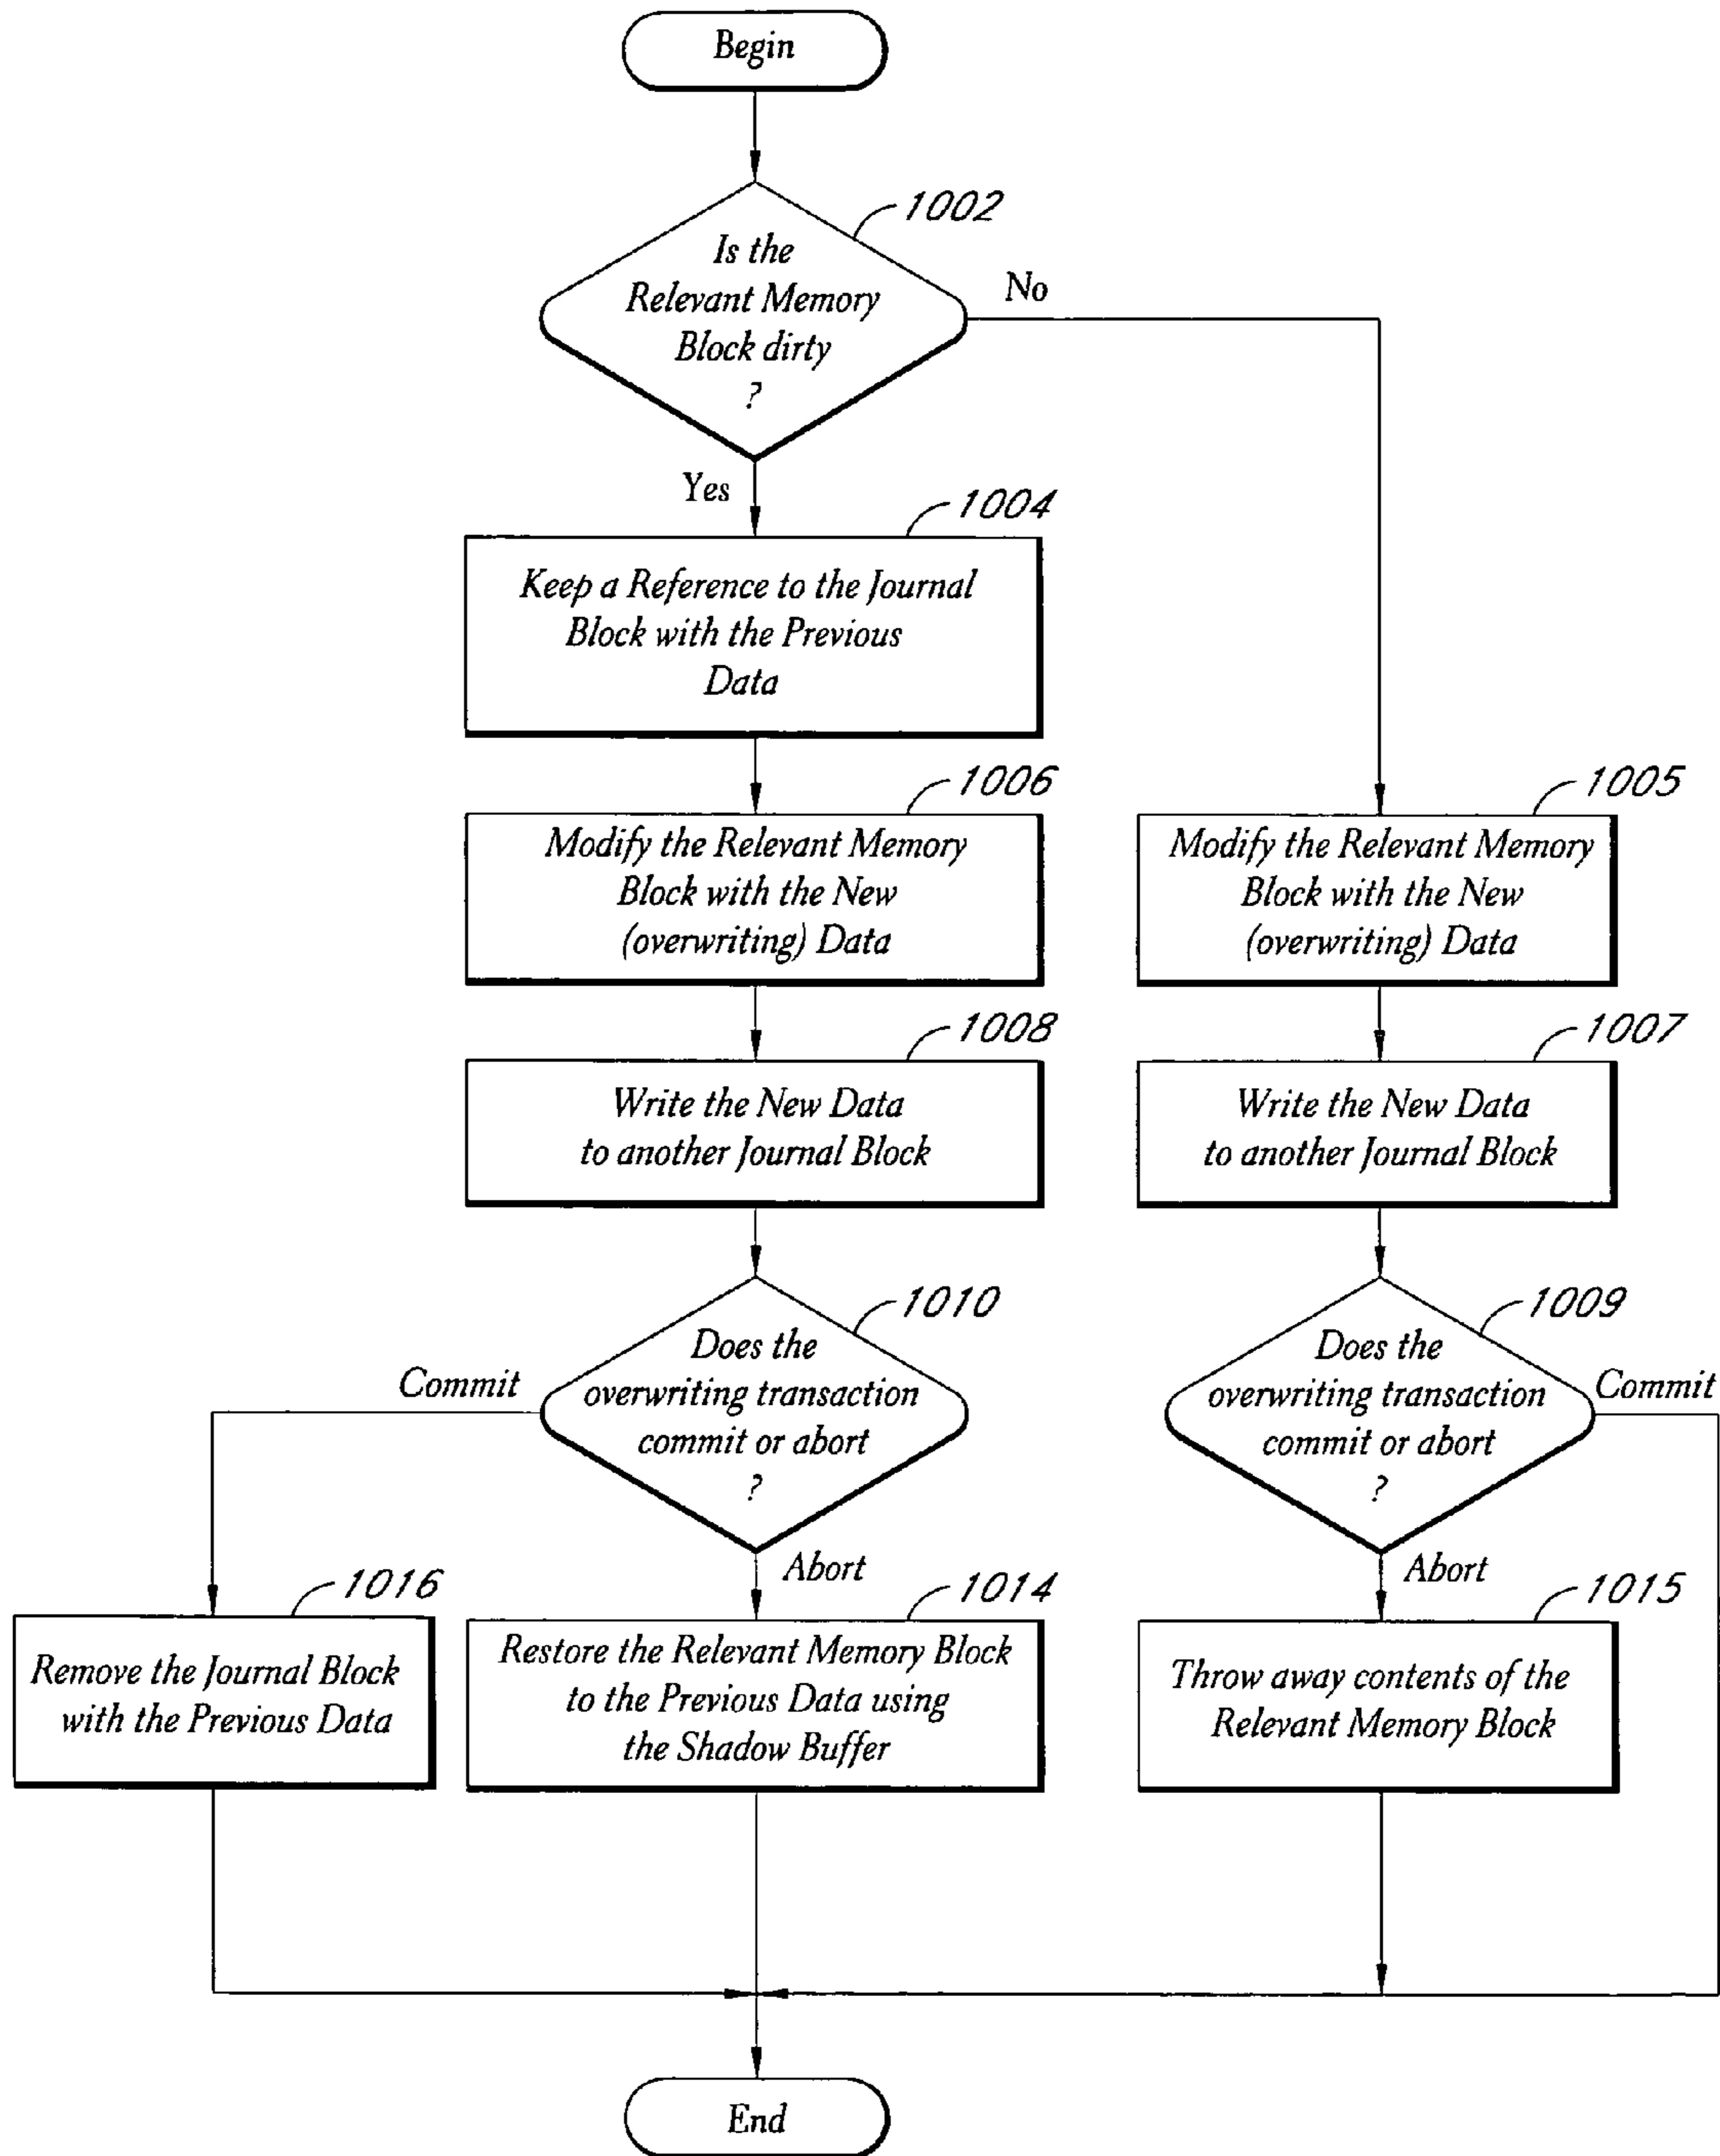 Begin
1002
Is the
Relevant Memory
Block dirty
?
No
Yes
1004
Keep a Reference to the Journal
Block with the Previous
Data
1006
Modify the Relevant Memory
Block with the New
(overwriting) Data
1005
Modify the Relevant Memory
Block with the New
(overwriting) Data
1008
Write the New Data
to another Journal Block
1007
Write the New Data
to another Journal Block
1010
Does the
overwriting transaction
commit or abort
?
Commit
Abort
1009
Does the
overwriting transaction
commit or abort
?
Commit
Abort
1016
Remove the Journal Block
with the Previous Data
1014
Restore the Relevant Memory Block
to the Previous Data using
the Shadow Buffer
1015
Throw away contents of the
Relevant Memory Block
End